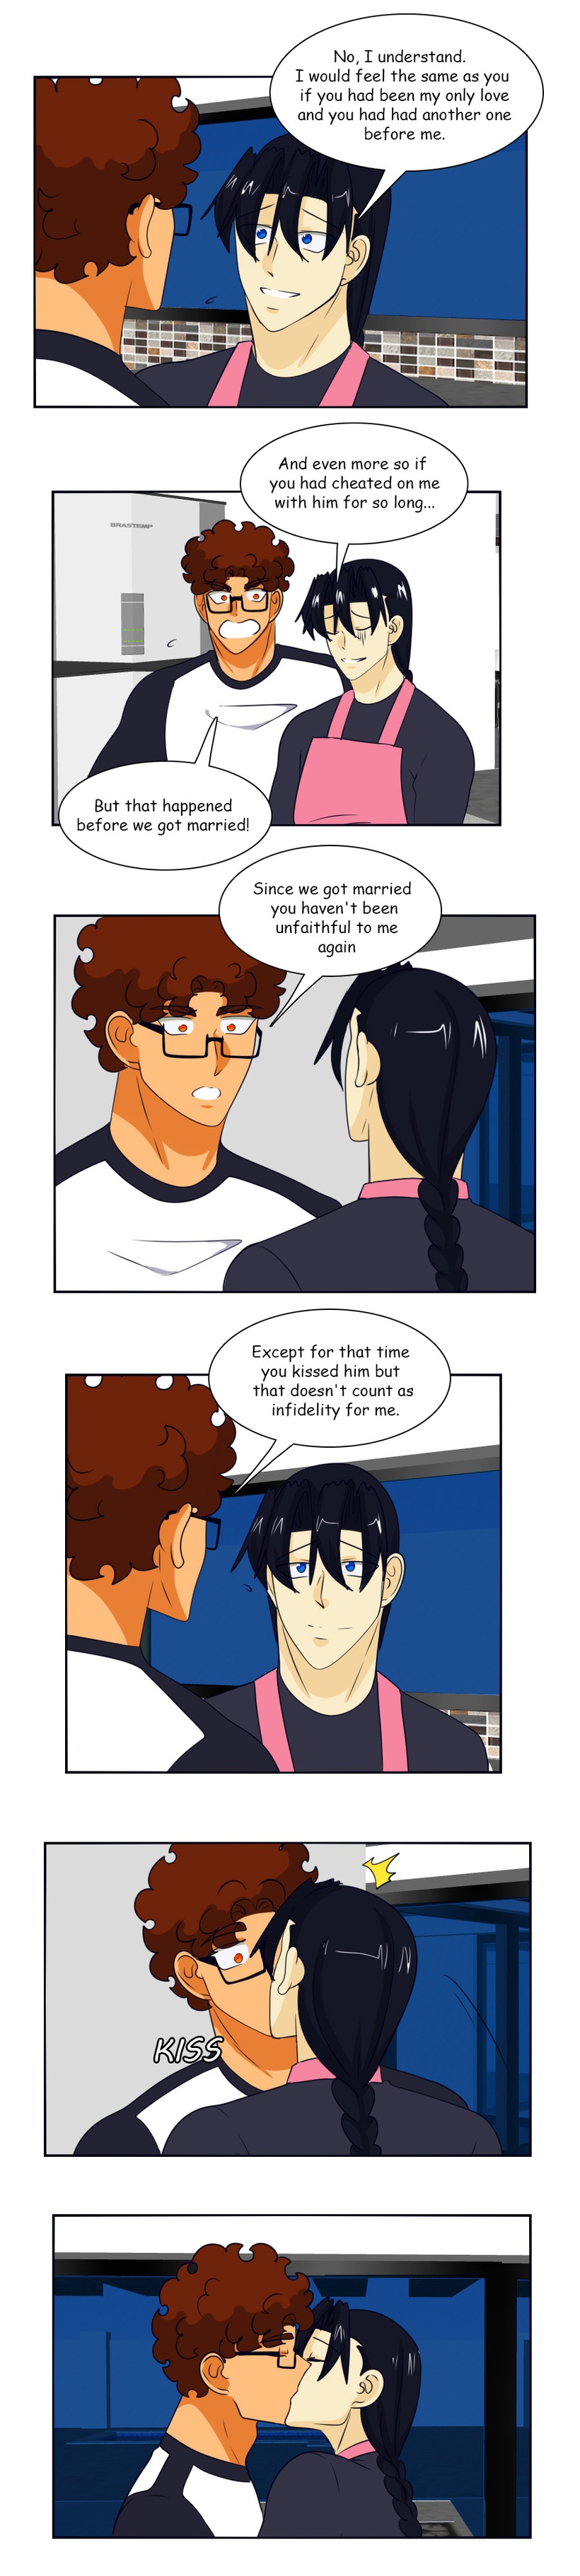 No, I understand.
I would feel the same as you
if you had been my only love
and you had had another one
before me.
And even more so if
you had cheated on me
with him for so long...
BRASTEMP
But that happened
before we got married!
Since we got married
you haven't been
unfaithful to me
again
Except for that time
you kissed him but
that doesn't count as
infidelity for me.
KISS